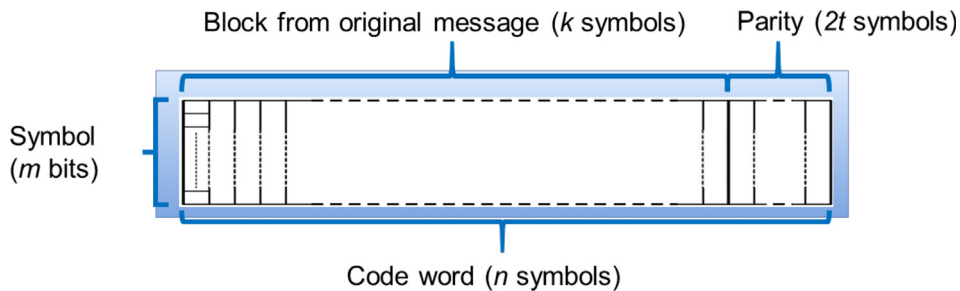 Block from original message (k symbols)
Parity (2t symbols)
Symbol
(m bits)
Code word (n symbols)